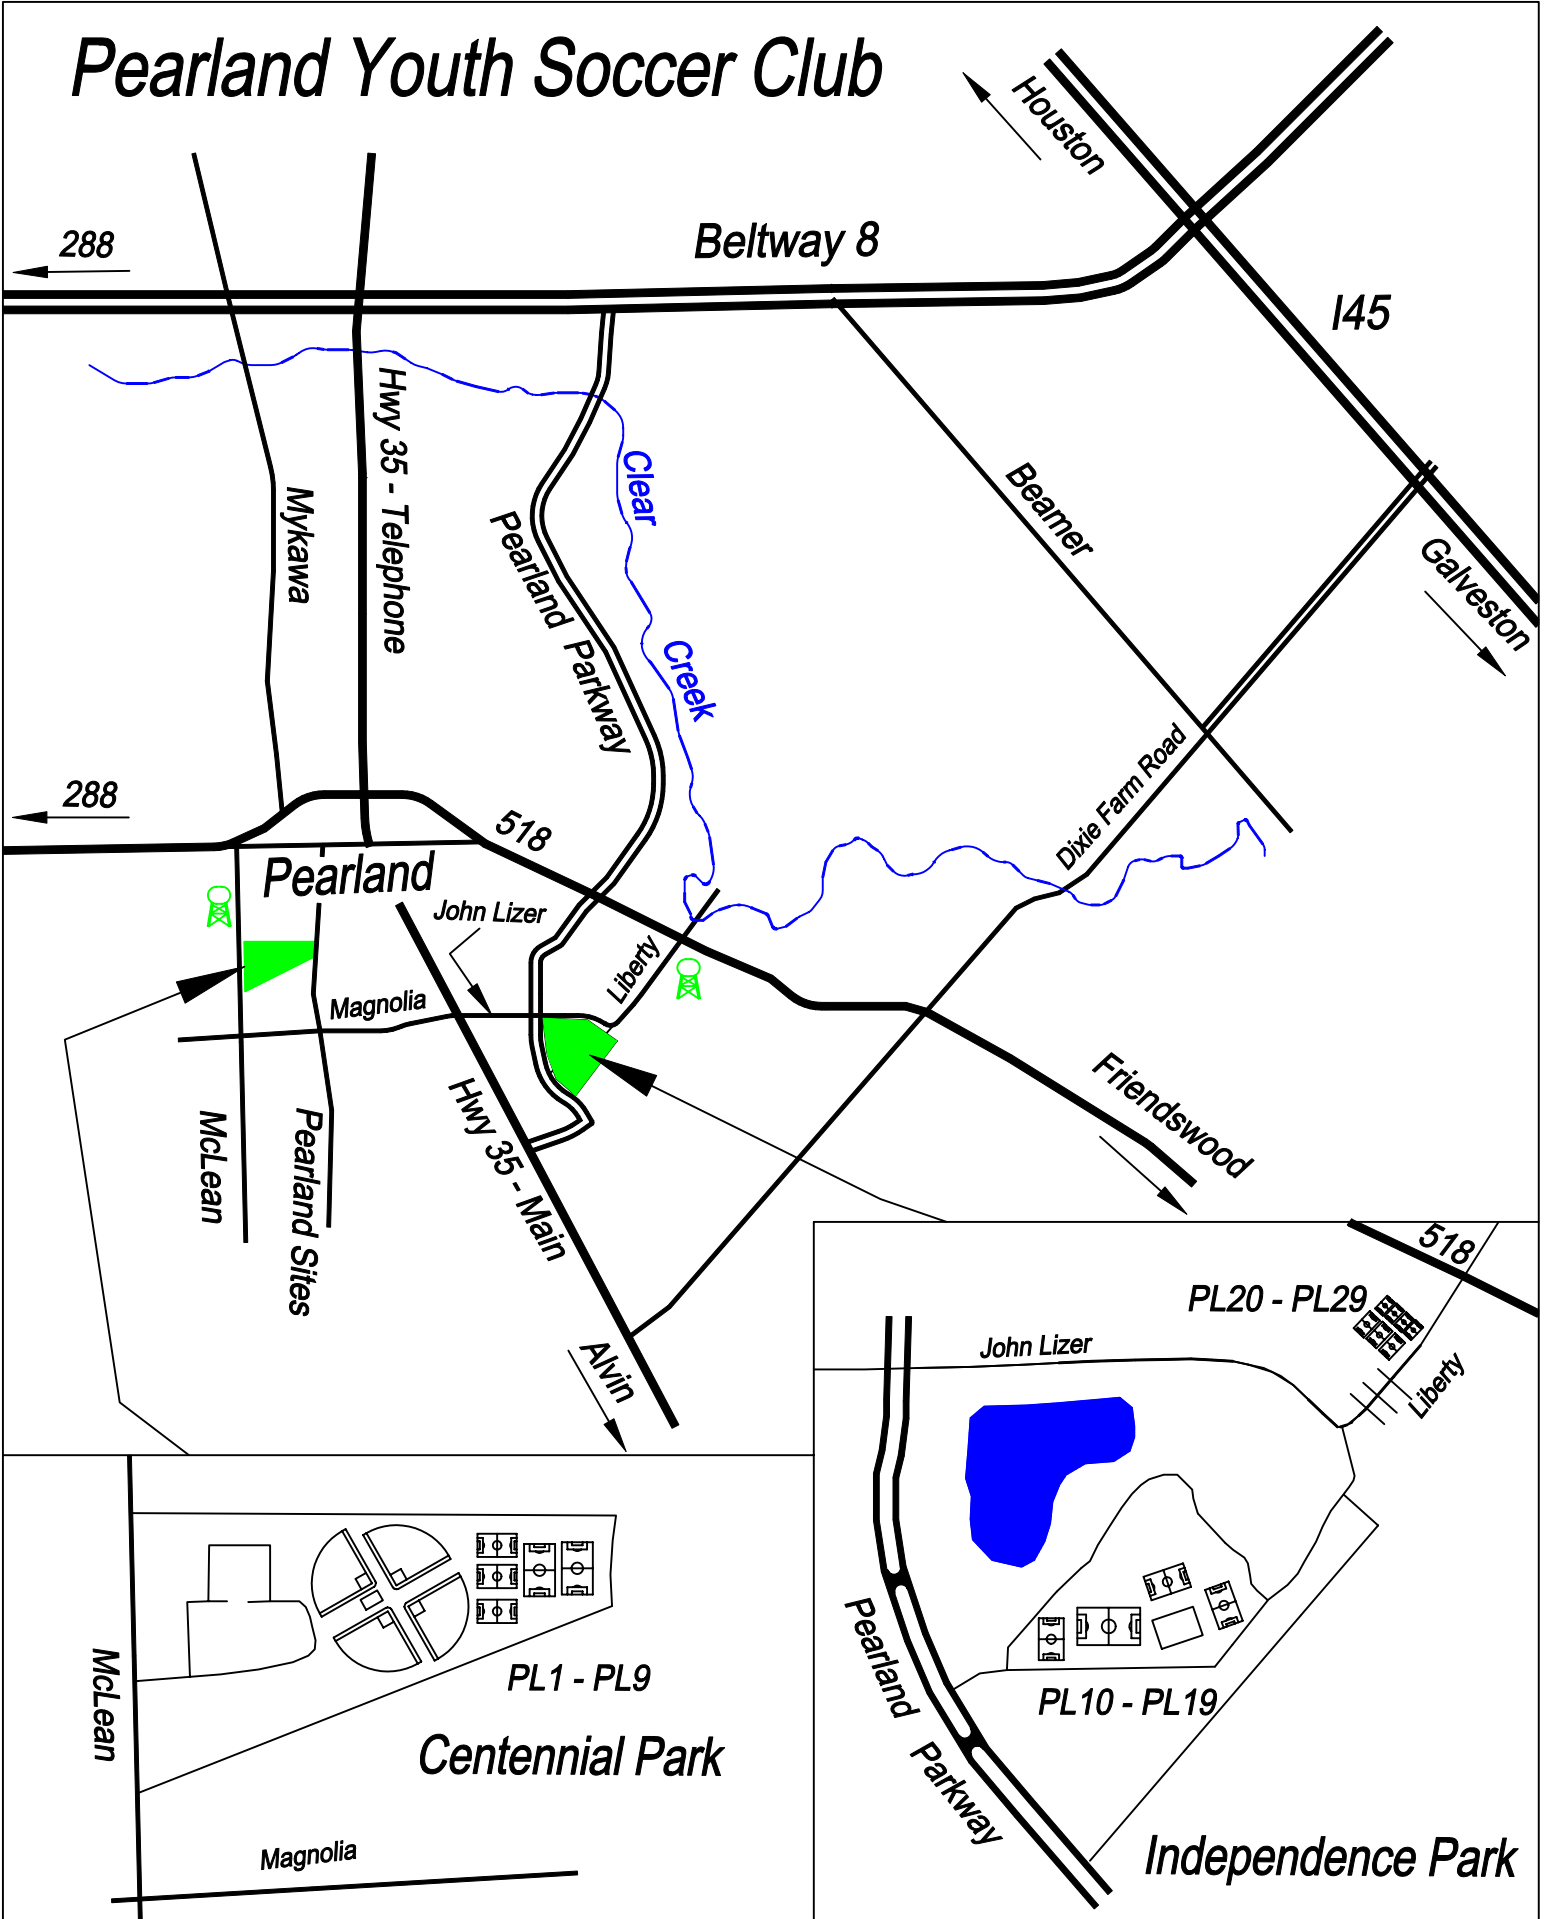 Pearland Youth Soccer Club
Houston
288
Beltway 8
I45
Hwy 35 - Telephone
Clear
Mykawa
Pearland Parkway
Beamer
Galveston
Creek
288
518
Dixie Farm Road
Pearland
John Lizer
Liberty
Magnolia
Friendswood
McLean
Pearland Sites
Hwy 35 - Main
Alvin
518
PL20 - PL29
John Lizer
Liberty
Pearland Parkway
PL10 - PL19
Independence Park
McLean
PL1 - PL9
Centennial Park
Magnolia